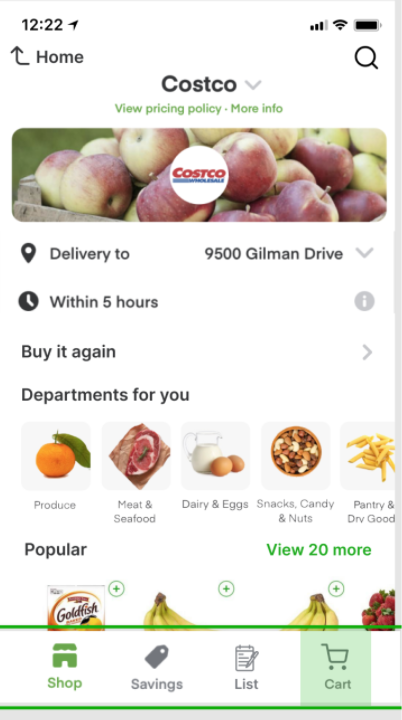 12:22
Home
Costco
View pricing policy · More info
COSTCO
WHOLESALE
Delivery to 9500 Gilman Drive
Within 5 hours
Buy it again
Departments for you
Produce
Meat &
Seafood
Dairy & Eggs
Snacks, Candy
& Nuts
Pantry &
Dry Good
Popular View 20 more
Goldfish
Shop Savings List Cart